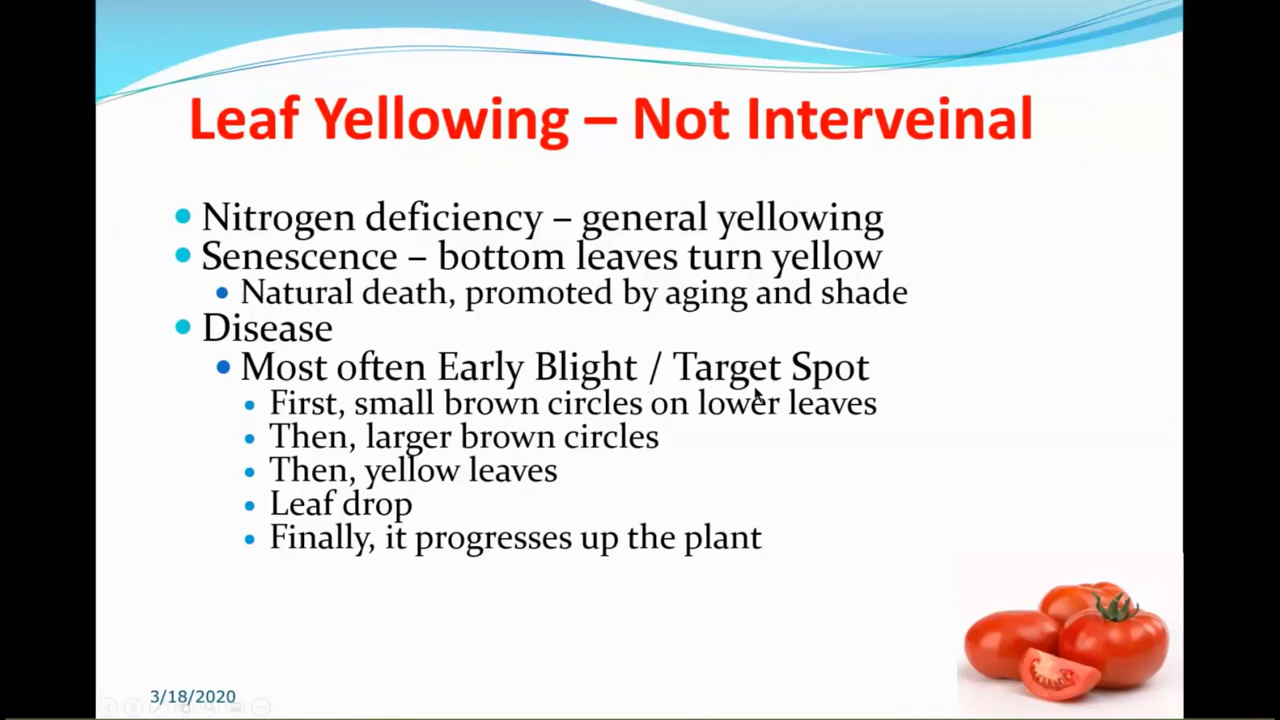 Leaf Yellowing – Not Interveinal
Nitrogen deficiency – general yellowing
Senescence – bottom leaves turn yellow
Natural death, promoted by aging and shade
Disease
Most often Early Blight / Target Spot
First, small brown circles on lower leaves
Then, larger brown circles
Then, yellow leaves
Leaf drop
Finally, it progresses up the plant
3/18/2020